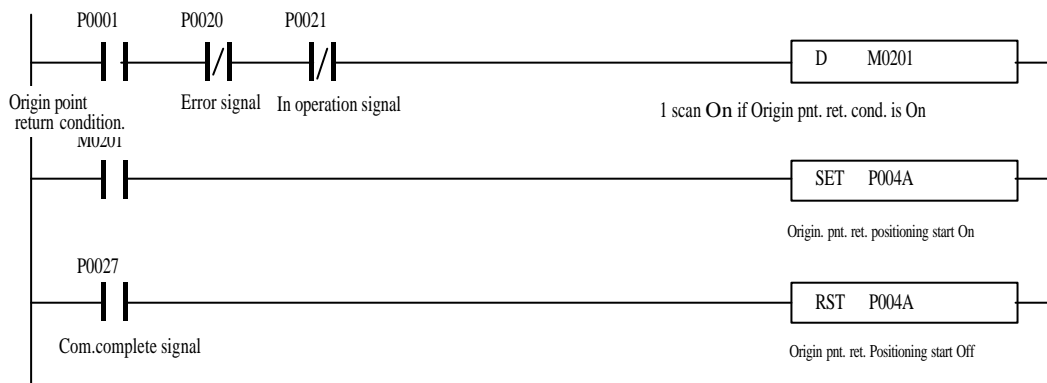 P0001 P0020 P0021
D M0201
Origin point
return condition.
Error signal
In operation signal
1 scan On if Origin pnt. ret. cond. is On
M0201
SET P004A
Origin. pnt. ret. positioning start On
P0027
RST P004A
Com.complete signal
Origin pnt. ret. Positioning start Off